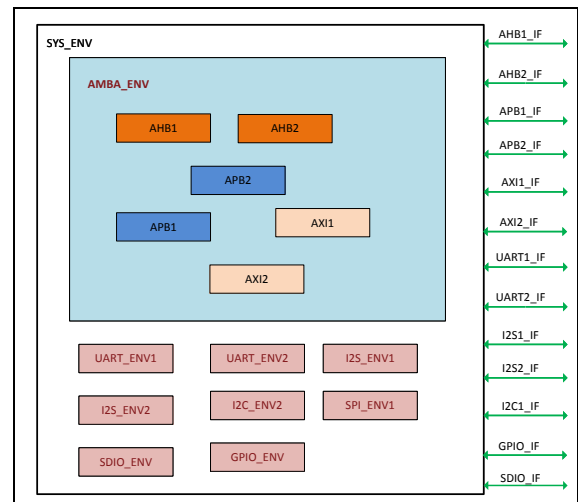 SYS_ENV
AMBA_ENV
AHB1
AHB2
APB2
APB1
AXI1
AXI2
UART_ENV1
UART_ENV2
I2S_ENV1
I2S_ENV2
I2C_ENV2
SPI_ENV1
SDIO_ENV
GPIO_ENV
AHB1_IF
AHB2_IF
APB1_IF
APB2_IF
AXI1_IF
AXI2_IF
UART1_IF
UART2_IF
I2S1_IF
I2S2_IF
I2C1_IF
GPIO_IF
SDIO_IF